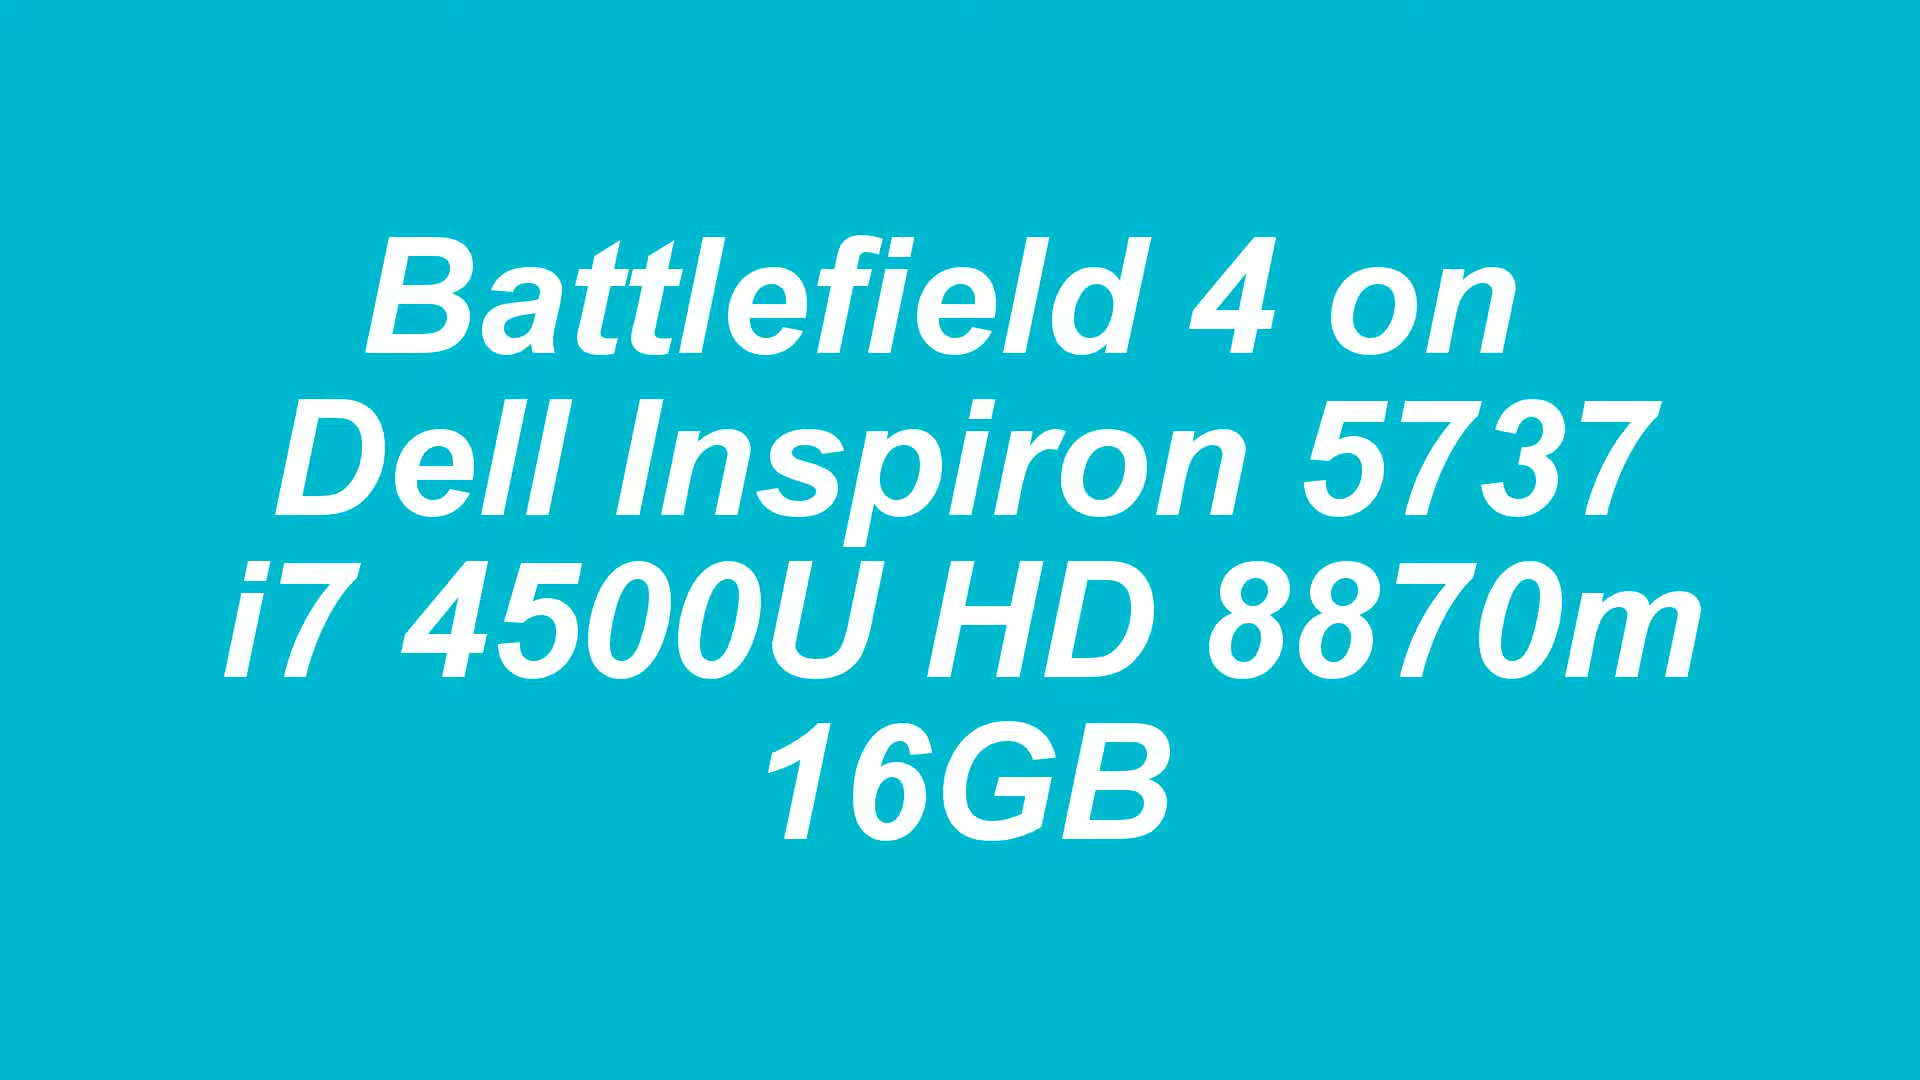 Battlefield 4 on
Dell Inspiron 5737
i7 4500U HD 8870m
16GB